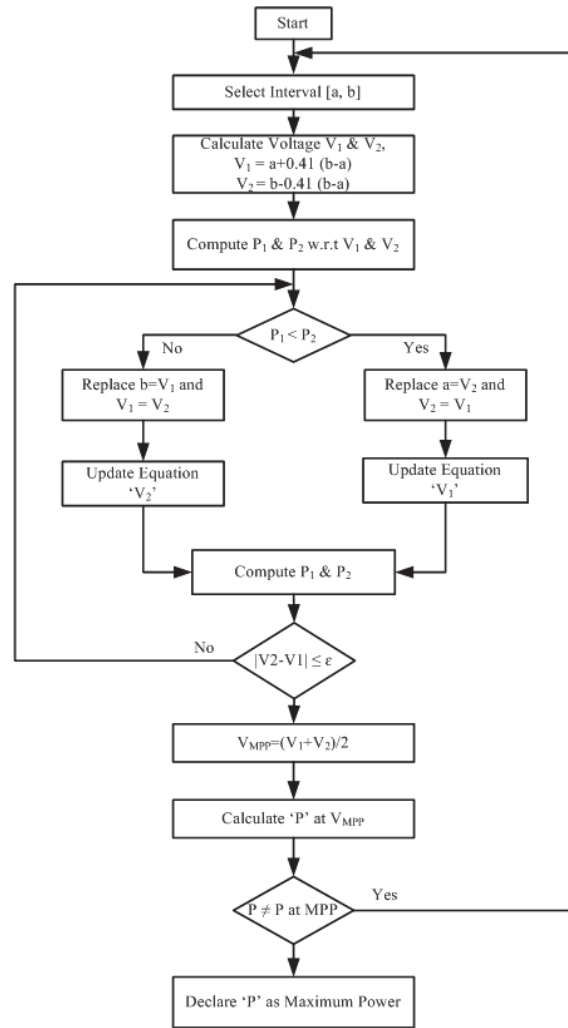 Start
Select Interval [a, b]
Calculate Voltage V₁ & V₂,
V₁ = a+0.41 (b-a)
V₂ = b-0.41 (b-a)
Compute P₁ & P₂ w.r.t V₁ & V₂
P₁ < P₂
No
Yes
Replace b=V₁ and
V₁ = V₂
Replace a=V₂ and
V₂ = V₁
Update Equation
‘V₂’
Update Equation
‘V₁’
Compute P₁ & P₂
No
|V2-V1| ≤ ε
V_MPP=(V₁+V₂)/2
Calculate ‘P’ at V_MPP
P ≠ P at MPP
Yes
Declare ‘P’ as Maximum Power